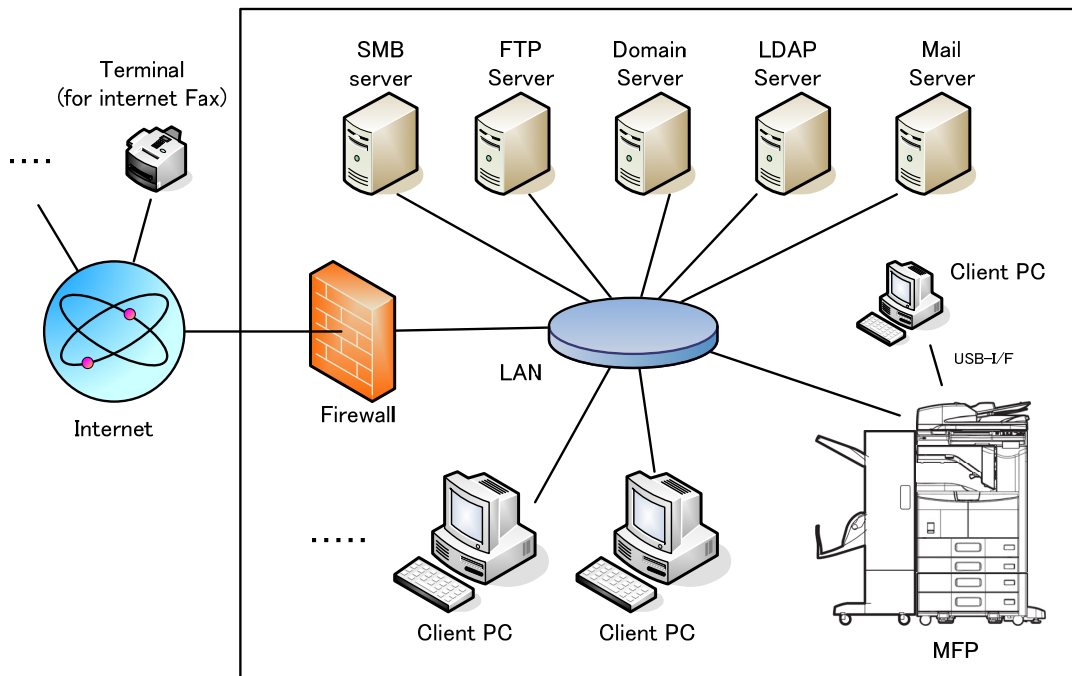 Terminal
(for internet Fax)
....
Internet
SMB
server
FTP
Server
Domain
Server
LDAP
Server
Mail
Server
Firewall
LAN
Client PC
USB-I/F
.....
Client PC
Client PC
MFP